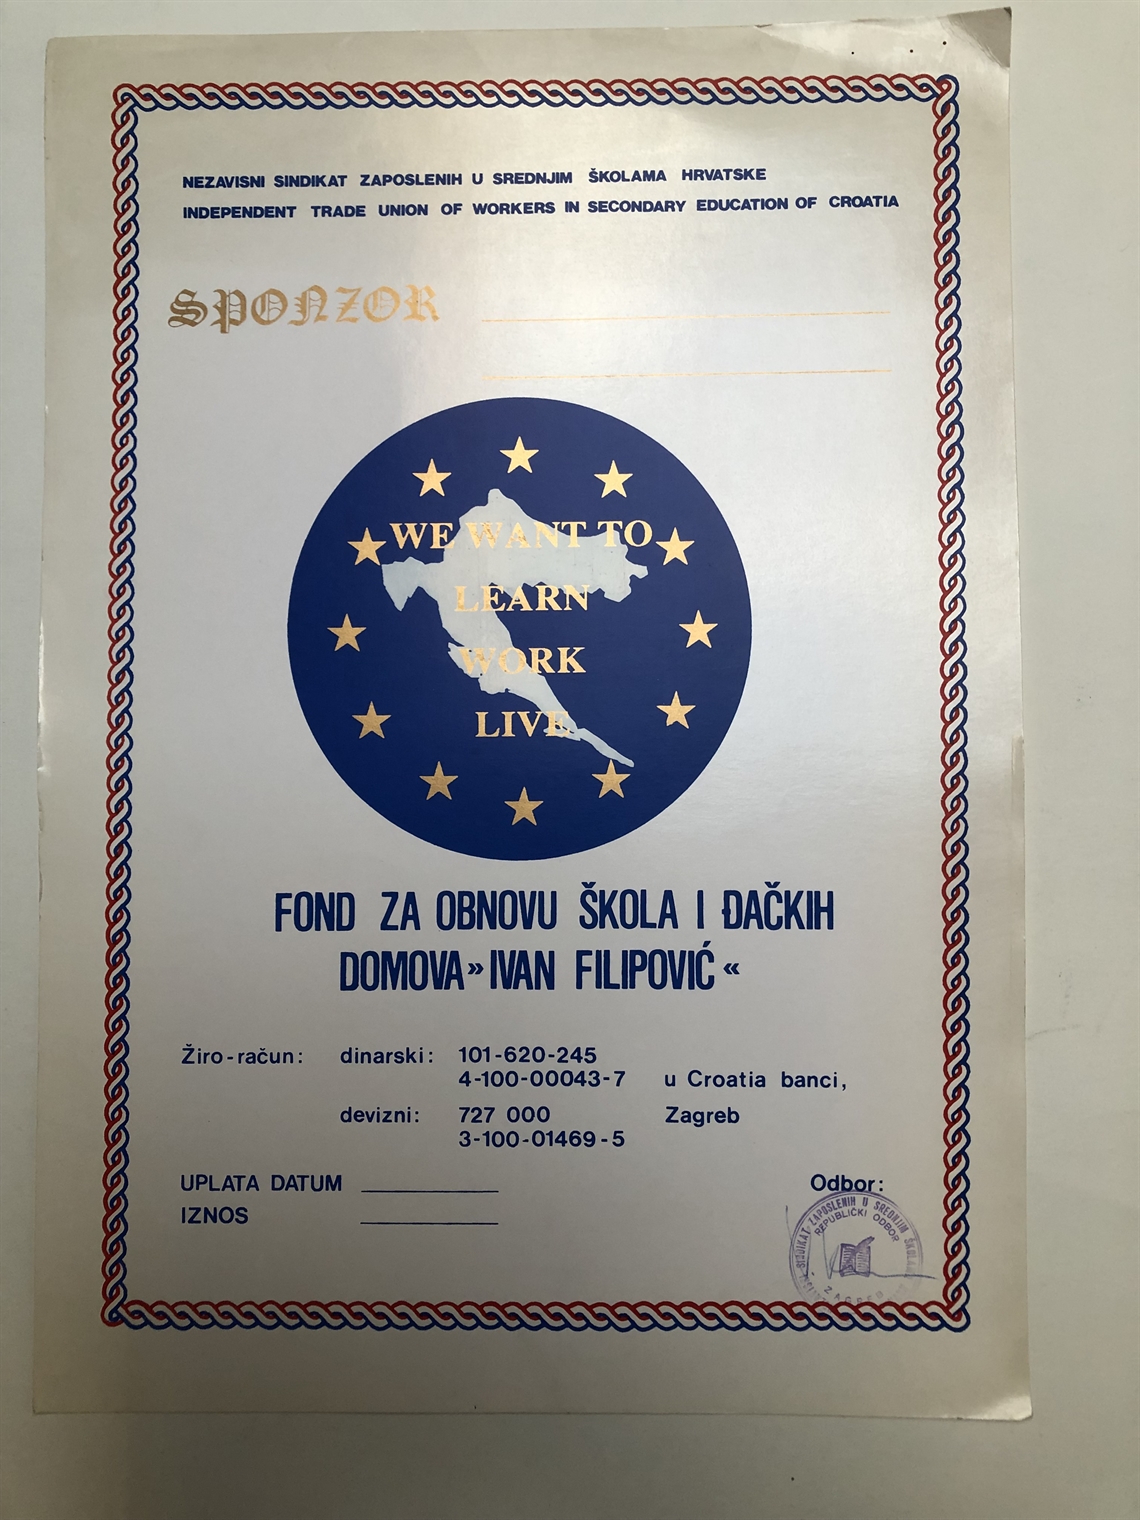 NEZAVISNI SINDIKAT ZAPOSLENIH U SREDNJIM ŠKOLAMA HRVATSKE
INDEPENDENT TRADE UNION OF WORKERS IN SECONDARY EDUCATION OF CROATIA
SPONZOR
WE WANT TO
LEARN
WORK
LIVE
FOND ZA OBNOVU ŠKOLA I ĐAČKIH
DOMOVA »IVAN FILIPOVIĆ«
Žiro-račun: dinarski: 101-620-245
4-100-00043-7 u Croatia banci,
devizni: 727 000 Zagreb
3-100-01469-5
UPLATA DATUM
IZNOS
Odbor:
SINDIKAT ZAPOSLENIH U SREDNJIM
REPUBLIČKI ODBOR
ZAGREB